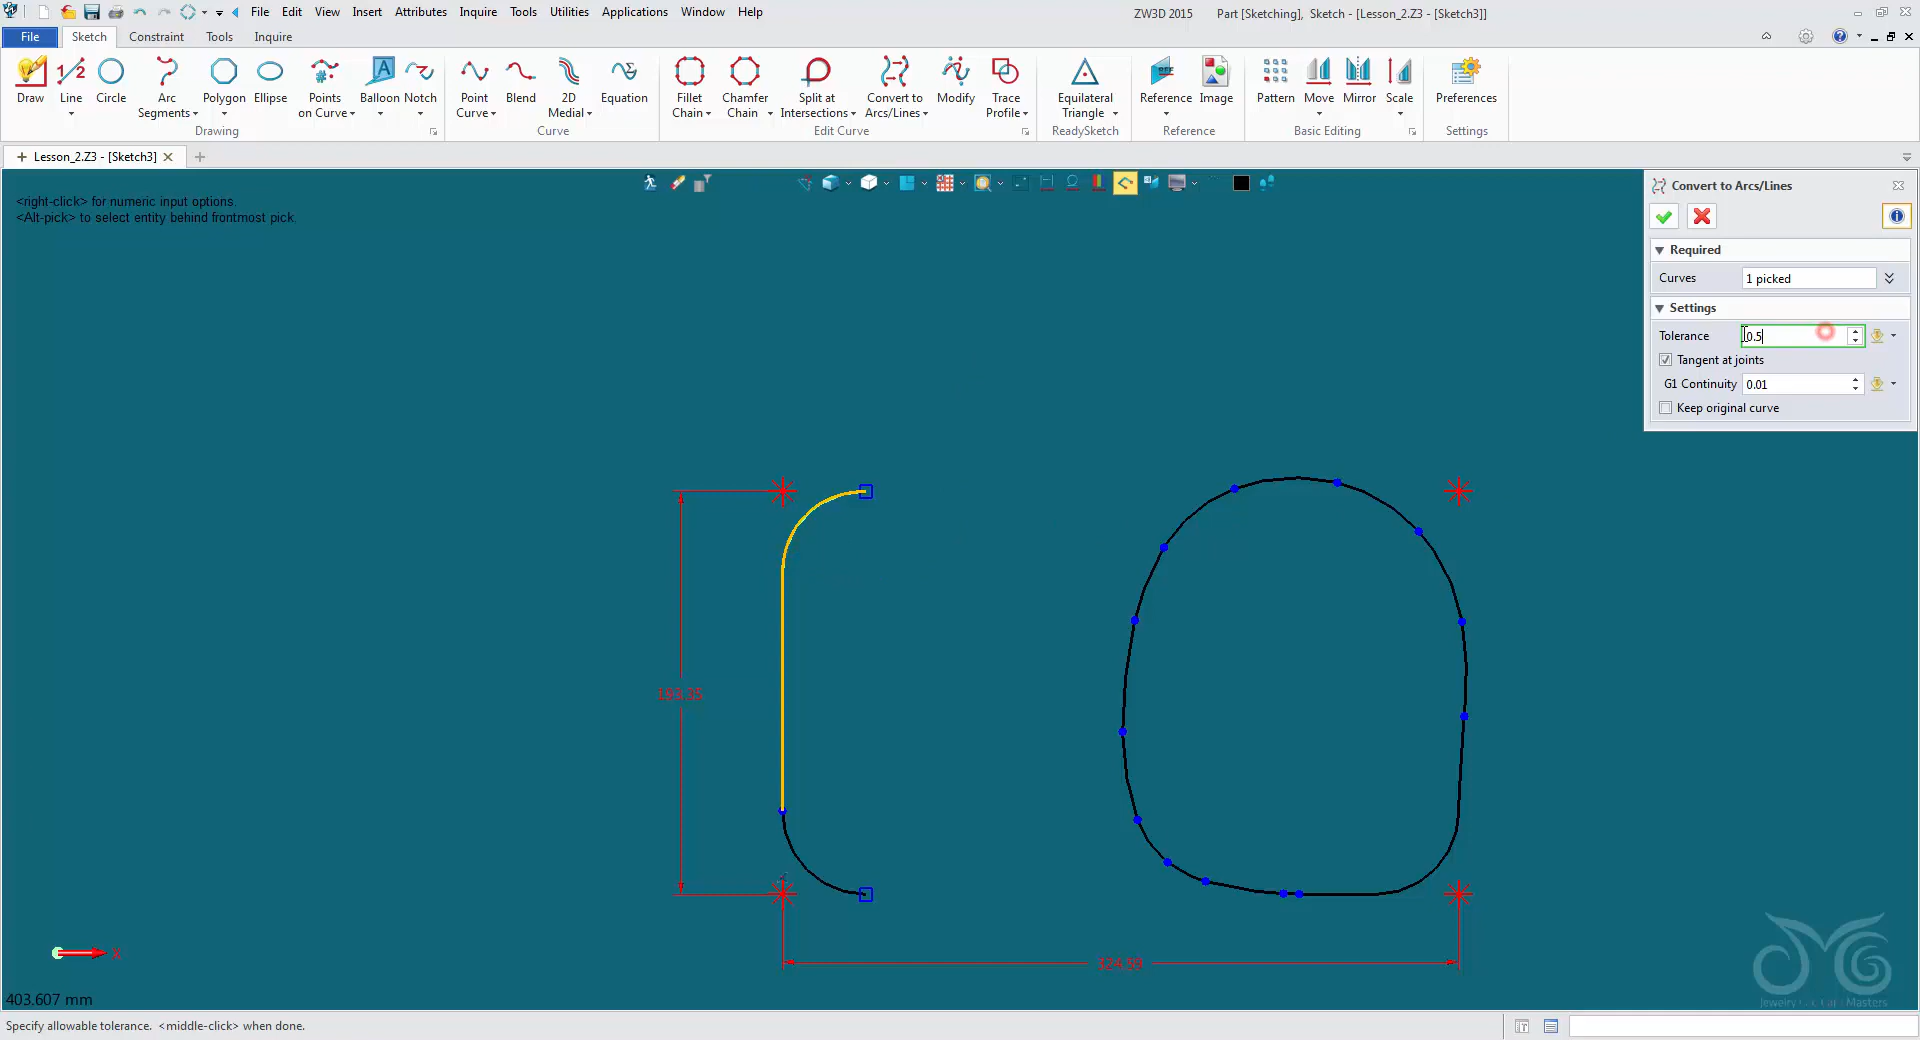 File Edit View Insert Attributes Inquire Tools Utilities Applications Window Help
ZW3D 2015 Part [Sketching], Sketch - [Lesson_2.Z3 - [Sketch3]]
File Sketch Constraint Tools Inquire
Draw
Line
Circle
Arc Segments
Polygon
Ellipse
Points on Curve
Balloon
Notch
Point Curve
Blend
2D Medial
Equation
Fillet Chain
Chamfer Chain
Split at Intersections
Convert to Arcs/Lines
Modify
Trace Profile
Equilateral Triangle
Reference
Image
Pattern
Move
Mirror
Scale
Preferences
Drawing
Curve
Edit Curve
ReadySketch
Reference
Basic Editing
Settings
Lesson_2.Z3 - [Sketch3]
<right-click> for numeric input options.
<Alt-pick> to select entity behind frontmost pick.
Convert to Arcs/Lines
Required
Curves 1 picked
Settings
Tolerance 0.5
Tangent at joints
G1 Continuity 0.01
Keep original curve
193.35
X
403.607 mm
Specify allowable tolerance. <middle-click> when done.